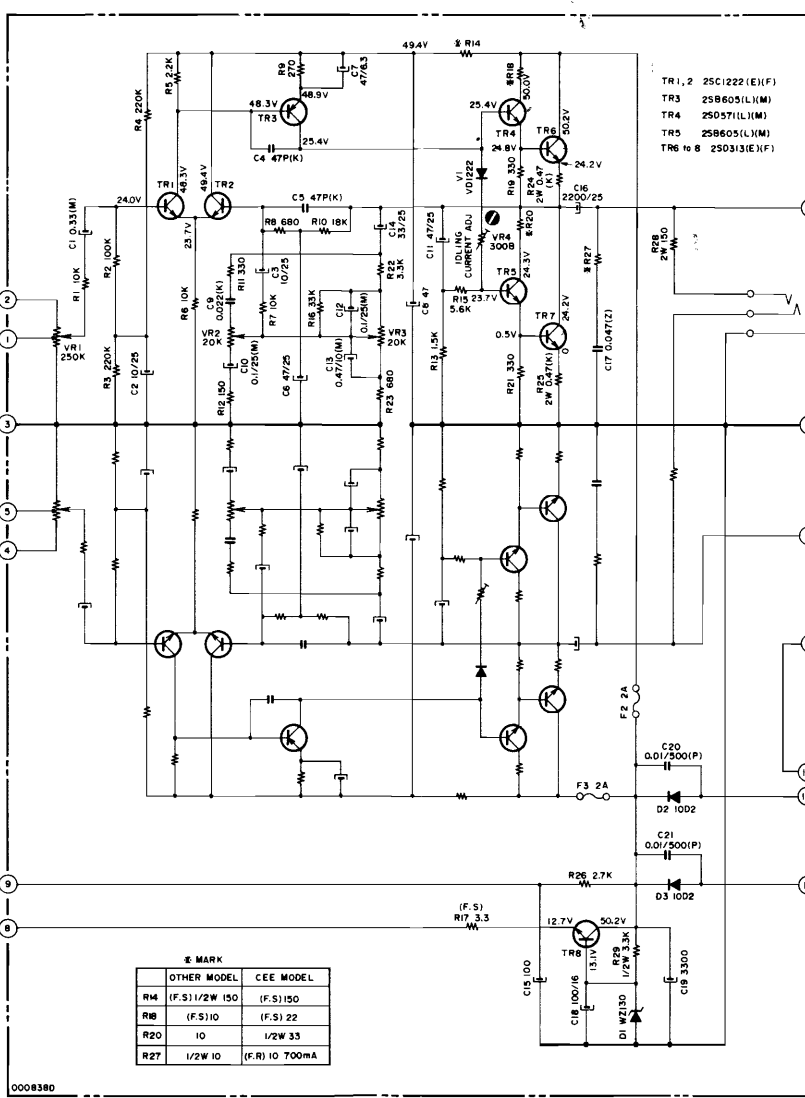 49.4V
※ R14
R4 220K
R5 2.2K
R9 270
C7 47/6.3
48.9V
48.3V
TR3
25.4V
C4 47P(K)
※R18
50.0V
25.4V
TR4
TR6
50.2V
24.8V
24.2V
TR1, 2 2SC1222(E)(F)
TR3 2SB605(L)(M)
TR4 2SD571(L)(M)
TR5 2SB605(L)(M)
TR6 to 8 2SD313(E)(F)
V1 VD1222
R19 330
R24 2W 0.47 (K)
C16
2200/25
TR1
48.3V
49.4V
TR2
24.0V
23.7V
C5 47P(K)
R8 680
R10 18K
C14 33/25
C11 47/25
IDLING CURRENT ADJ
VR4
300B
※R20
※R27
R28 2W 150
C1 0.33(M)
R1 10K
R2 100K
R6 10K
R11 330
C3 10/25
R22 3.3K
C9 0.022(K)
R7 10K
R16 33K
C12 0.1/25(M)
C8 47
TR5
24.3V
R15
5.6K
23.7V
TR7
24.2V
0.5V
0
2
1
VR1
250K
R3 220K
C2 10/25
VR2
20K
VR3
20K
C10 0.1/25(M)
C13 0.47/10(M)
C6 47/25
R12 150
R23 680
R13 1.5K
R21 330
R25 2W 0.47(K)
C17 0.047(Z)
3
5
4
F2 2A
C20
0.01/500(P)
F3 2A
D2 10D2
C21
0.01/500(P)
9
R26 2.7K
D3 10D2
8
(F.S)
R17 3.3
12.7V
50.2V
TR8
13.1V
R29 1/2W 3.3K
C15 100
C18 100/16
D1 WZ130
C19 3300
※ MARK
OTHER MODEL CEE MODEL
R14 (F.S)1/2W 150 (F.S)150
R18 (F.S)10 (F.S) 22
R20 10 1/2W 33
R27 1/2W 10 (F.R) 10 700mA
000838D